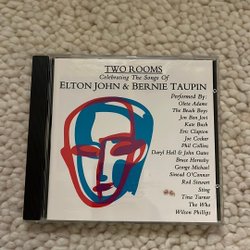 TWO ROOMS
Celebrating The Songs Of
ELTON JOHN & BERNIE TAUPIN
Performed By:
Oleta Adams
The Beach Boys
Jon Bon Jovi
Kate Bush
Eric Clapton
Joe Cocker
Phil Collins
Daryl Hall & John Oates
Bruce Hornsby
George Michael
Sinead O'Connor
Rod Stewart
Sting
Tina Turner
The Who
Wilson Phillips